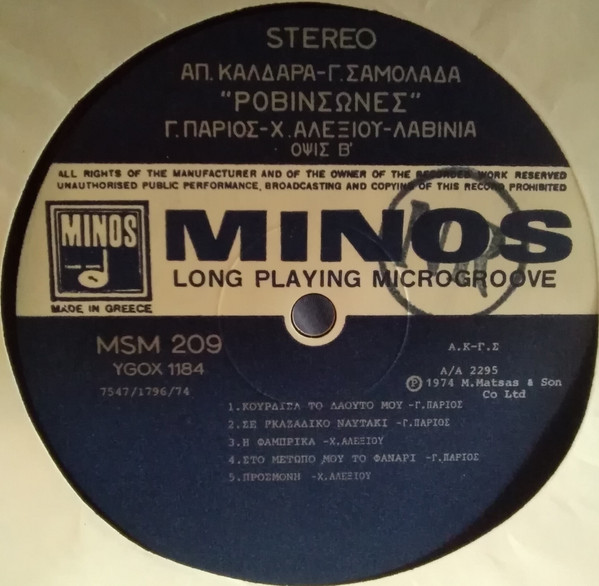 STEREO
ΑΠ. ΚΑΛΔΑΡΑ-Γ. ΣΑΜΟΛΑΔΑ
"ΡΟΒΙΝΣΩΝΕΣ"
Γ. ΠΑΡΙΟΣ-Χ. ΑΛΕΞΙΟΥ-ΛΑΒΙΝΙΑ
ΟΨΙΣ Β'
ALL RIGHTS OF THE MANUFACTURER AND OF THE OWNER OF THE RECORDED WORK RESERVED
UNAUTHORISED PUBLIC PERFORMANCE, BROADCASTING AND COPYING OF THIS RECORD PROHIBITED
MINOS
MINOS
LONG PLAYING MICROGROOVE
MADE IN GREECE
MSM 209
YGOX 1184
7547/1796/74
Α.Κ-Γ.Σ
A/A 2295
Ⓟ 1974 M.Matsas & Son
Co Ltd
1.ΚΟΥΡΔΙΣΑ ΤΟ ΛΑΟΥΤΟ ΜΟΥ -Γ.ΠΑΡΙΟΣ
2.ΣΕ ΓΚΑΖΑΔΙΚΟ ΝΑΥΤΑΚΙ -Γ.ΠΑΡΙΟΣ
3.Η ΦΑΜΠΡΙΚΑ -Χ.ΑΛΕΞΙΟΥ
4.ΣΤΟ ΜΕΤΩΠΟ ΜΟΥ ΤΟ ΦΑΝΑΡΙ -Γ.ΠΑΡΙΟΣ
5.ΠΡΟΣΜΟΝΗ -Χ.ΑΛΕΞΙΟΥ